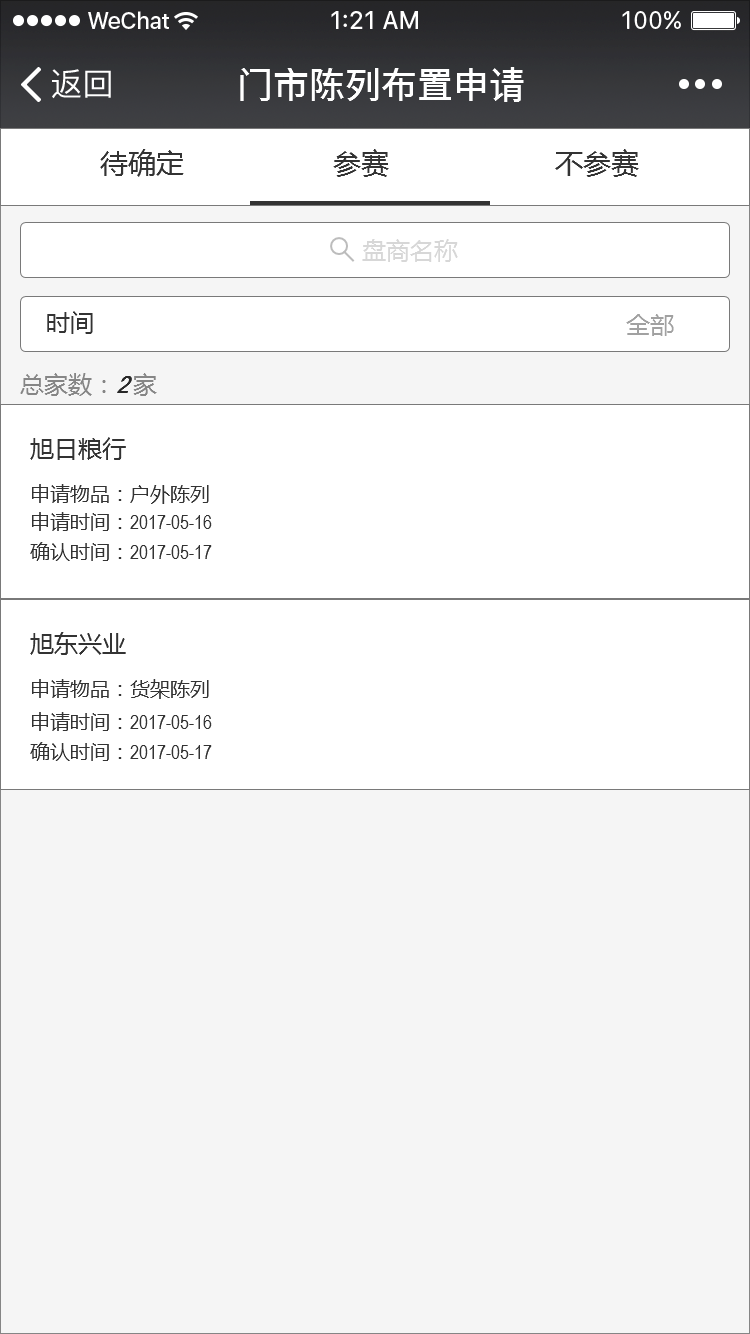 WeChat 1:21 AM 100%
返回 门市陈列布置申请
待确定 参赛 不参赛
盘商名称
时间 全部
总家数：2家
旭日粮行
申请物品：户外陈列
申请时间：2017-05-16
确认时间：2017-05-17
旭东兴业
申请物品：货架陈列
申请时间：2017-05-16
确认时间：2017-05-17